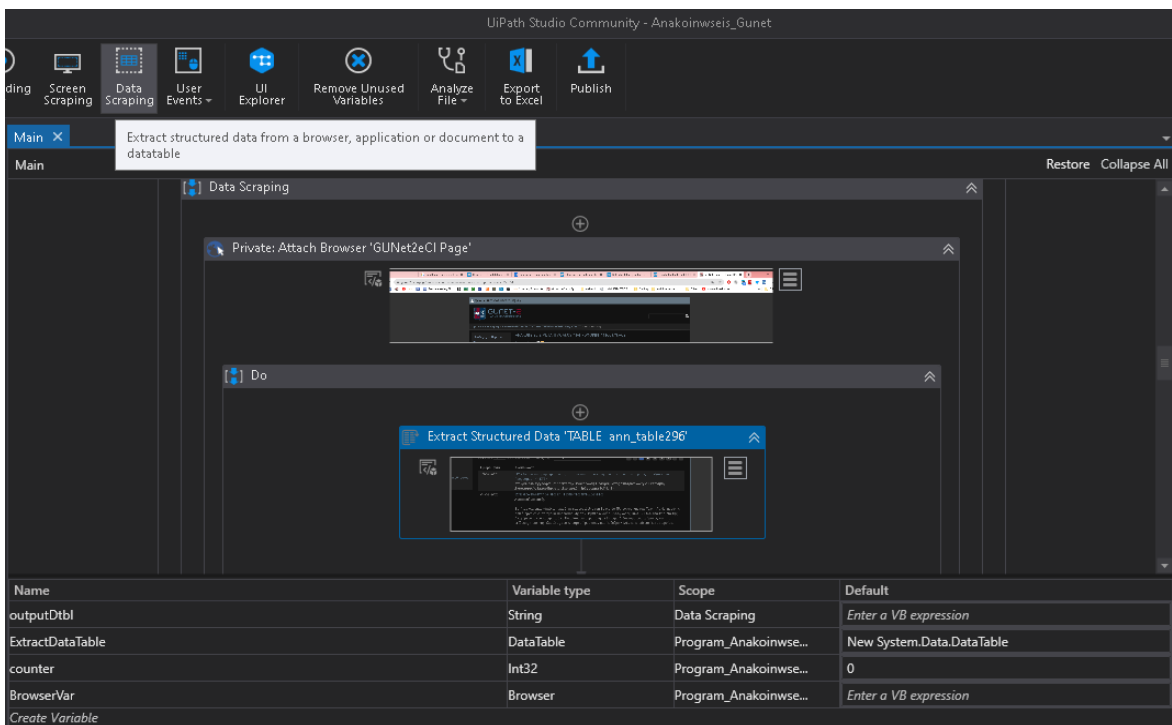 UiPath Studio Community - Anakoinwseis_Gunet
ding
Screen Scraping
Data Scraping
User Events
UI Explorer
Remove Unused Variables
Analyze File
Export to Excel
Publish
Main
Extract structured data from a browser, application or document to a
datatable
Main
Restore Collapse All
Data Scraping
Private: Attach Browser 'GUNet2eCl Page'
GUNET
Do
Extract Structured Data 'TABLE ann_table296'
Name Variable type Scope Default
outputDtbl String Data Scraping Enter a VB expression
ExtractDataTable DataTable Program_Anakoinwse... New System.Data.DataTable
counter Int32 Program_Anakoinwse... 0
BrowserVar Browser Program_Anakoinwse... Enter a VB expression
Create Variable